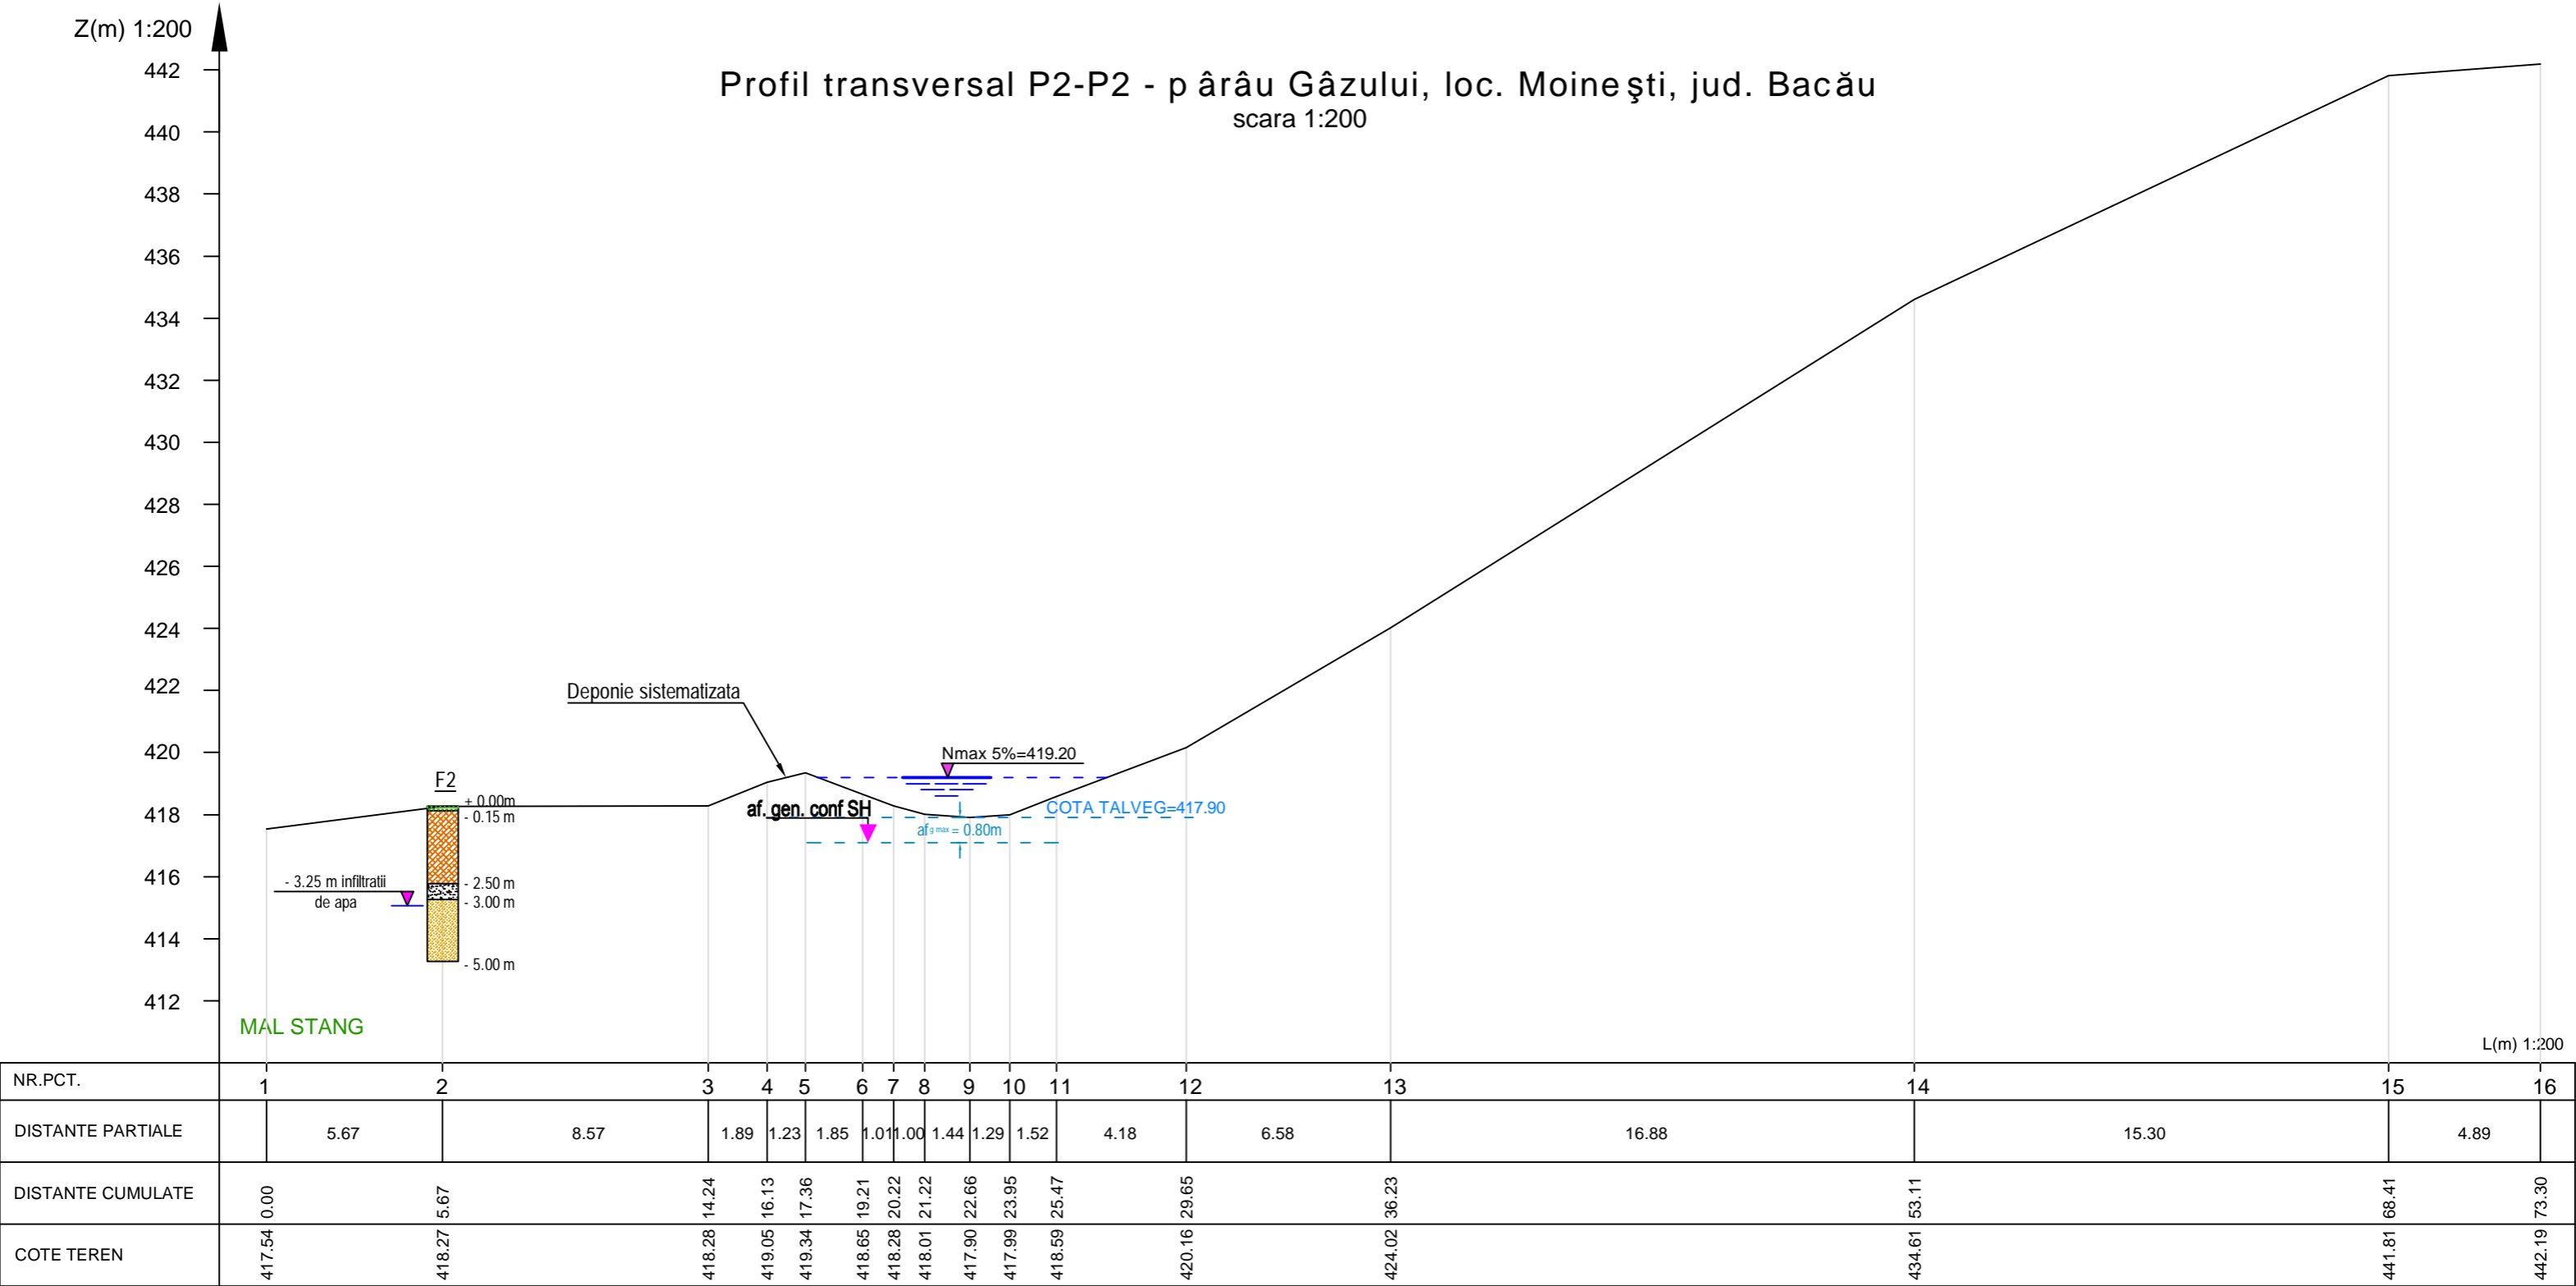 Z(m) 1:200
Profil transversal P2-P2 - pârâu Gâzului, loc. Moineşti, jud. Bacău
scara 1:200
442
440
438
436
434
432
430
428
426
424
422
420
418
416
414
412
Deponie sistematizata
Nmax 5%=419.20
F2
+ 0.00m
- 0.15 m
af. gen. conf SH
COTA TALVEG=417.90
af g max = 0.80m
- 3.25 m infiltratii
de apa
- 2.50 m
- 3.00 m
- 5.00 m
MAL STANG
L(m) 1:200
NR.PCT. 1 2 3 4 5 6 7 8 9 10 11 12 13 14 15 16
DISTANTE PARTIALE 5.67 8.57 1.89 1.23 1.85 1.01 1.00 1.44 1.29 1.52 4.18 6.58 16.88 15.30 4.89
DISTANTE CUMULATE 0.00 5.67 14.24 16.13 17.36 19.21 20.22 21.22 22.66 23.95 25.47 29.65 36.23 53.11 68.41 73.30
COTE TEREN 417.54 418.27 418.28 419.05 419.34 418.65 418.28 418.01 417.90 417.99 418.59 420.16 424.02 434.61 441.81 442.19